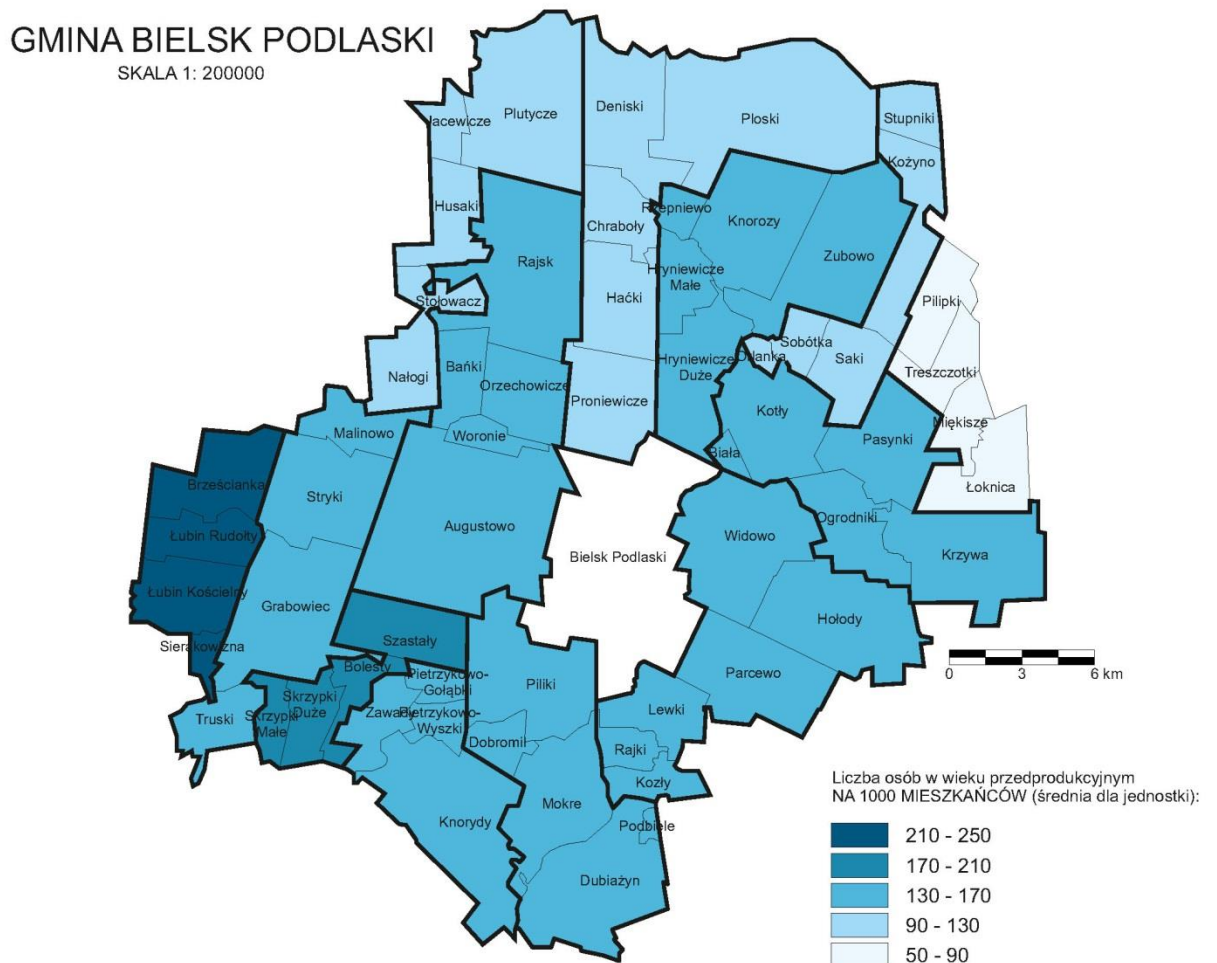 GMINA BIELSK PODLASKI
SKALA 1: 200000
Jacewicze
Plutycze
Deniski
Ploski
Stupniki
Kożyno
Husaki
Chraboły
Rzepniewo
Knorozy
Zubowo
Rajsk
Hryniewicze
Małe
Haćki
Stołowacz
Pilipki
Sobótka
Saki
Orlanka
Nałogi
Bańki
Orzechowicze
Hryniewicze
Duże
Treszczotki
Proniewicze
Kotły
Malinowo
Woronie
Biała
Pasynki
Miękisze
Brześcianka
Stryki
Łoknica
Augustowo
Łubin Rudołty
Widowo
Ogrodniki
Bielsk Podlaski
Krzywa
Łubin Kościelny
Grabowiec
Hołody
Sierakowizna
Szastały
Bolesty
Pietrzykowo-
Gołąbki
Piliki
Parcewo
0 3 6 km
Truski
Skrzypki
Małe
Skrzypki
Duże
Zawady
Pietrzykowo-
Wyszki
Lewki
Dobromil
Rajki
Kozły
Mokre
Knorydy
Podbiele
Dubiażyn
Liczba osób w wieku przedprodukcyjnym
NA 1000 MIESZKAŃCÓW (średnia dla jednostki):
210 - 250
170 - 210
130 - 170
90 - 130
50 - 90